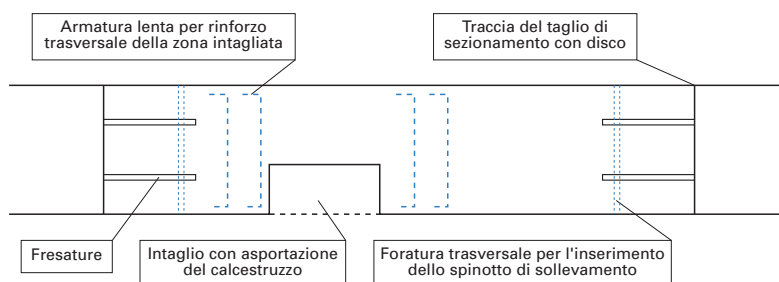 Armatura lenta per rinforzo
trasversale della zona intagliata
Traccia del taglio di
sezionamento con disco
Fresature
Intaglio con asportazione
del calcestruzzo
Foratura trasversale per l'inserimento
dello spinotto di sollevamento